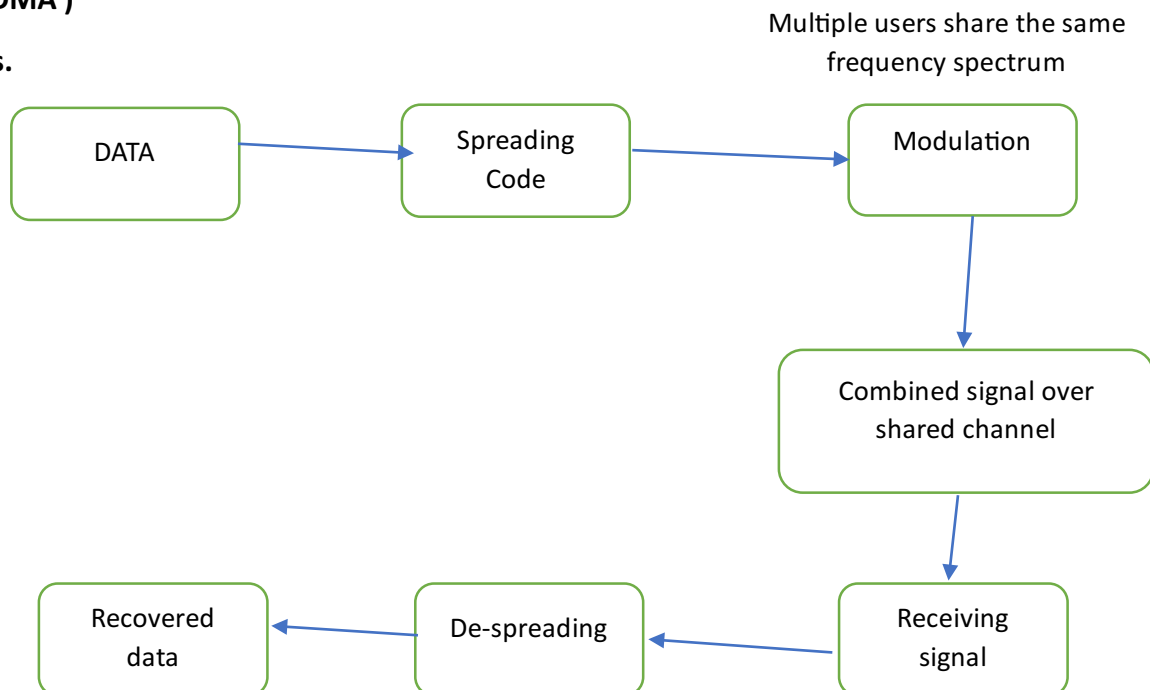 DMA )
s.
Multiple users share the same
frequency spectrum
DATA
Spreading
Code
Modulation
Combined signal over
shared channel
Receiving
signal
De-spreading
Recovered
data